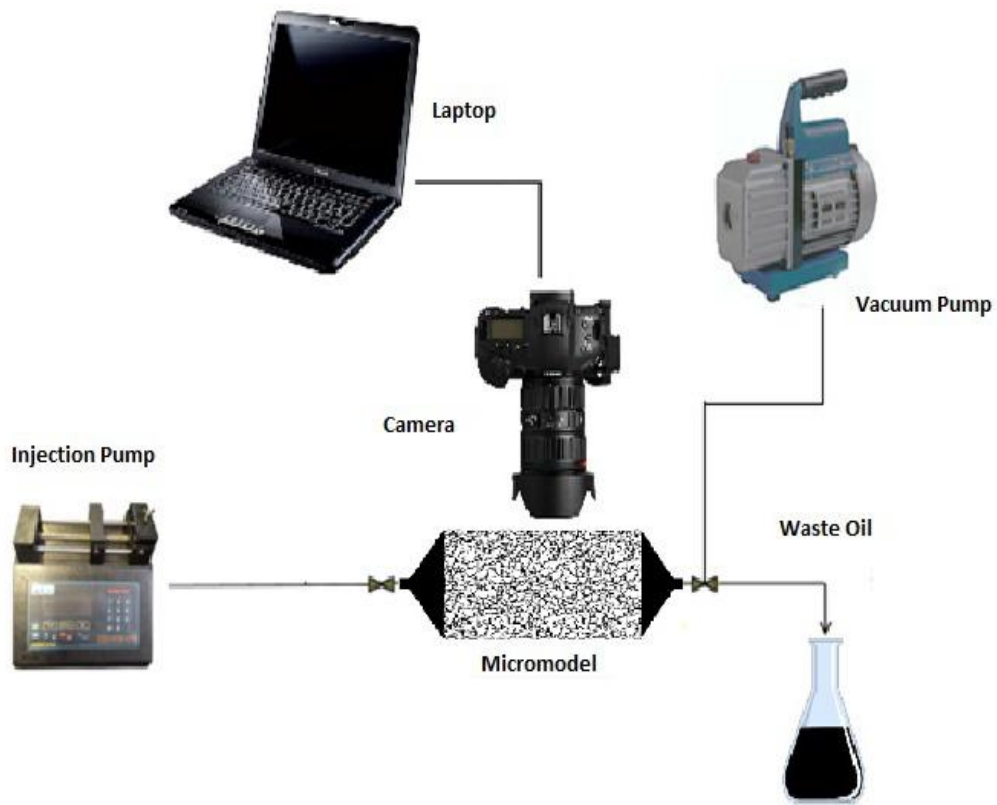 Laptop
Vacuum Pump
Camera
Injection Pump
Waste Oil
Micromodel